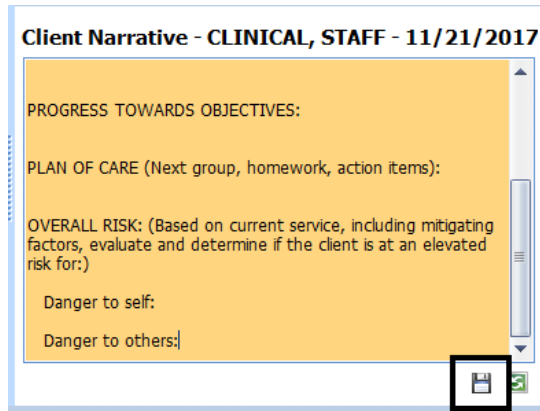 Client Narrative - CLINICAL, STAFF - 11/21/2017
PROGRESS TOWARDS OBJECTIVES:
PLAN OF CARE (Next group, homework, action items):
OVERALL RISK: (Based on current service, including mitigating
factors, evaluate and determine if the client is at an elevated
risk for:)
Danger to self:
Danger to others: